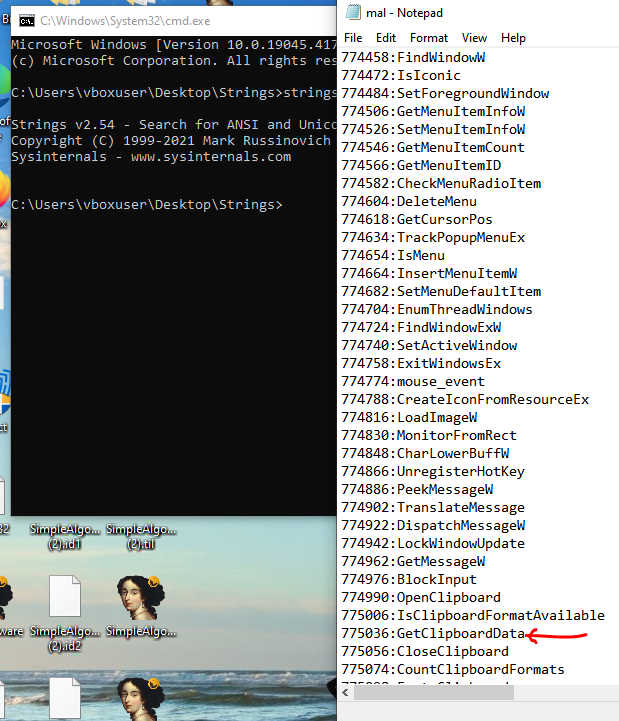 C:\Windows\System32\cmd.exe
Microsoft Windows [Version 10.0.19045.417
(c) Microsoft Corporation. All rights res
C:\Users\vboxuser\Desktop\Strings>strings
Strings v2.54 - Search for ANSI and Unico
Copyright (C) 1999-2021 Mark Russinovich
Sysinternals - www.sysinternals.com
C:\Users\vboxuser\Desktop\Strings>
mal - Notepad
File Edit Format View Help
774458:FindWindowW
774472:IsIconic
774484:SetForegroundWindow
774506:GetMenuItemInfoW
774526:SetMenuItemInfoW
774546:GetMenuItemCount
774566:GetMenuItemID
774582:CheckMenuRadioItem
774604:DeleteMenu
774618:GetCursorPos
774634:TrackPopupMenuEx
774654:IsMenu
774664:InsertMenuItemW
774682:SetMenuDefaultItem
774704:EnumThreadWindows
774724:FindWindowExW
774740:SetActiveWindow
774758:ExitWindowsEx
774774:mouse_event
774788:CreateIconFromResourceEx
774816:LoadImageW
774830:MonitorFromRect
774848:CharLowerBuffW
774866:UnregisterHotKey
774886:PeekMessageW
774902:TranslateMessage
774922:DispatchMessageW
774942:LockWindowUpdate
774962:GetMessageW
774976:BlockInput
774990:OpenClipboard
775006:IsClipboardFormatAvailable
775036:GetClipboardData
775056:CloseClipboard
775074:CountClipboardFormats
SimpleAlgo...
(2).id1
SimpleAlgo...
(2).til
ware
SimpleAlgo...
(2).id2